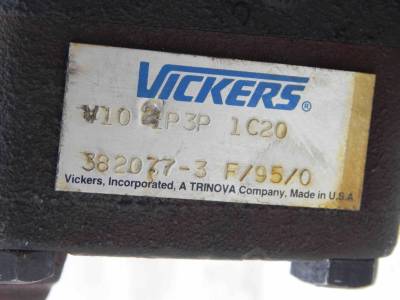 VICKERS®
V10 1P3P 1C20
382077-3 F/95/0
Vickers, Incorporated, A TRINOVA Company, Made in U.S.A